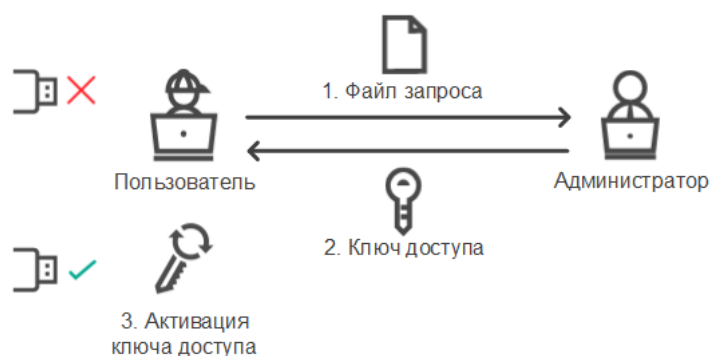 1. Файл запроса
Пользователь
Администратор
2. Ключ доступа
3. Активация
ключа доступа